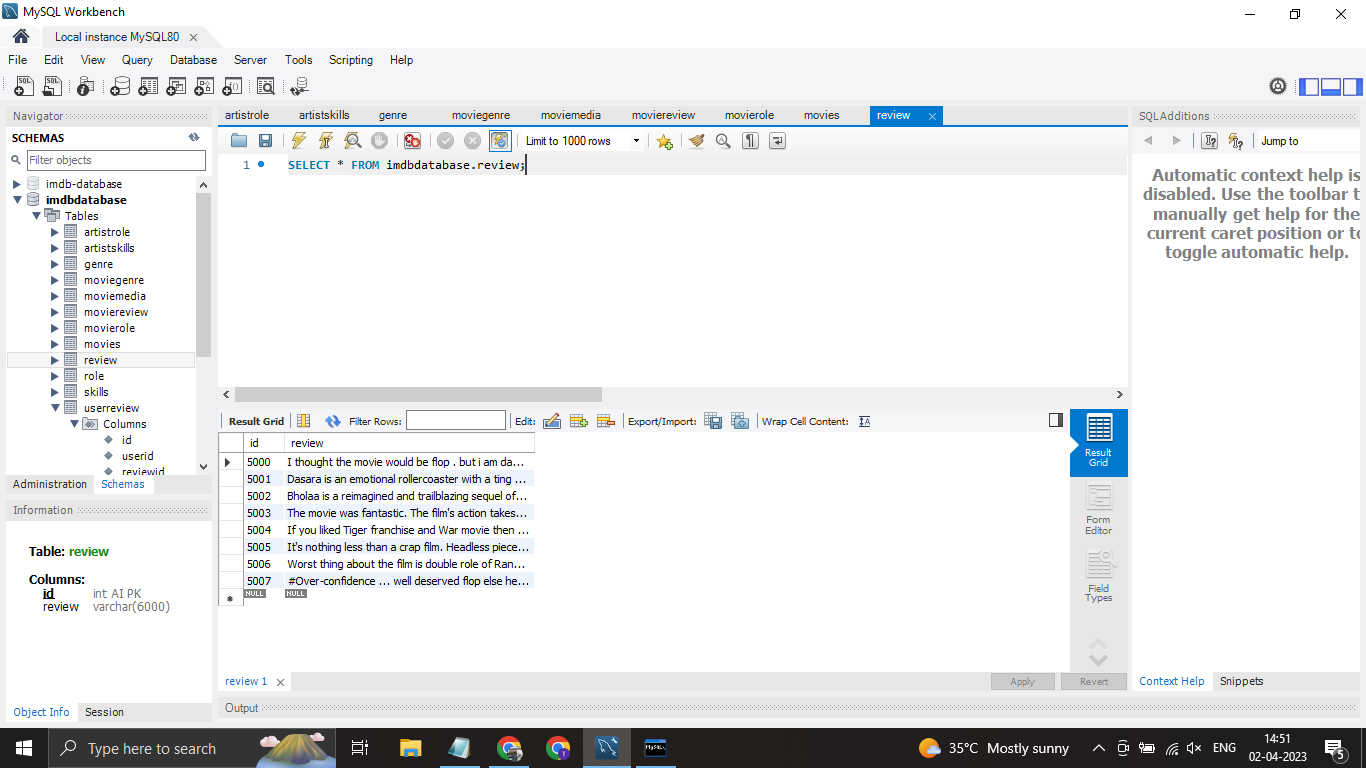 MySQL Workbench
Local instance MySQL80
File Edit View Query Database Server Tools Scripting Help
Navigator
SCHEMAS
Filter objects
imdb-database
imdbdatabase
Tables
artistrole
artistskills
genre
moviegenre
moviemedia
moviereview
movierole
movies
review
role
skills
userreview
Columns
id
userid
reviewid
Administration Schemas
Information
Table: review
Columns:
id int AI PK
review varchar(6000)
Object Info Session
artistrole artistskills genre moviegenre moviemedia moviereview movierole movies review
Limit to 1000 rows
1 SELECT * FROM imdbdatabase.review;
Result Grid Filter Rows: Edit: Export/Import: Wrap Cell Content: IA
id review
5000 I thought the movie would be flop . but i am da...
5001 Dasara is an emotional rollercoaster with a ting ...
5002 Bholaa is a reimagined and trailblazing sequel of...
5003 The movie was fantastic. The film's action takes...
5004 If you liked Tiger franchise and War movie then ...
5005 It's nothing less than a crap film. Headless piece...
5006 Worst thing about the film is double role of Ran...
5007 #Over-confidence ... well deserved flop else he...
NULL NULL
Result
Grid
Form
Editor
Field
Types
review 1
Apply Revert
Output
SQLAdditions
Jump to
Automatic context help is
disabled. Use the toolbar t
manually get help for the
current caret position or to
toggle automatic help.
Context Help Snippets
Type here to search
35°C Mostly sunny
ENG
14:51
02-04-2023
5